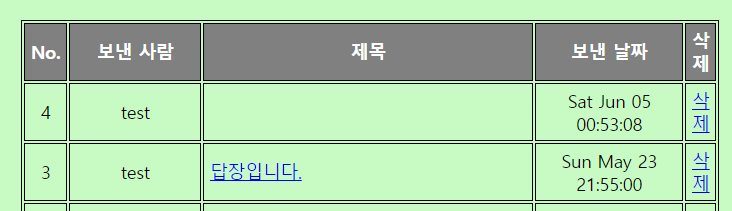 No. 보낸 사람 제목 보낸 날짜 삭제
4 test Sat Jun 05 00:53:08 삭제
3 test 답장입니다. Sun May 23 21:55:00 삭제